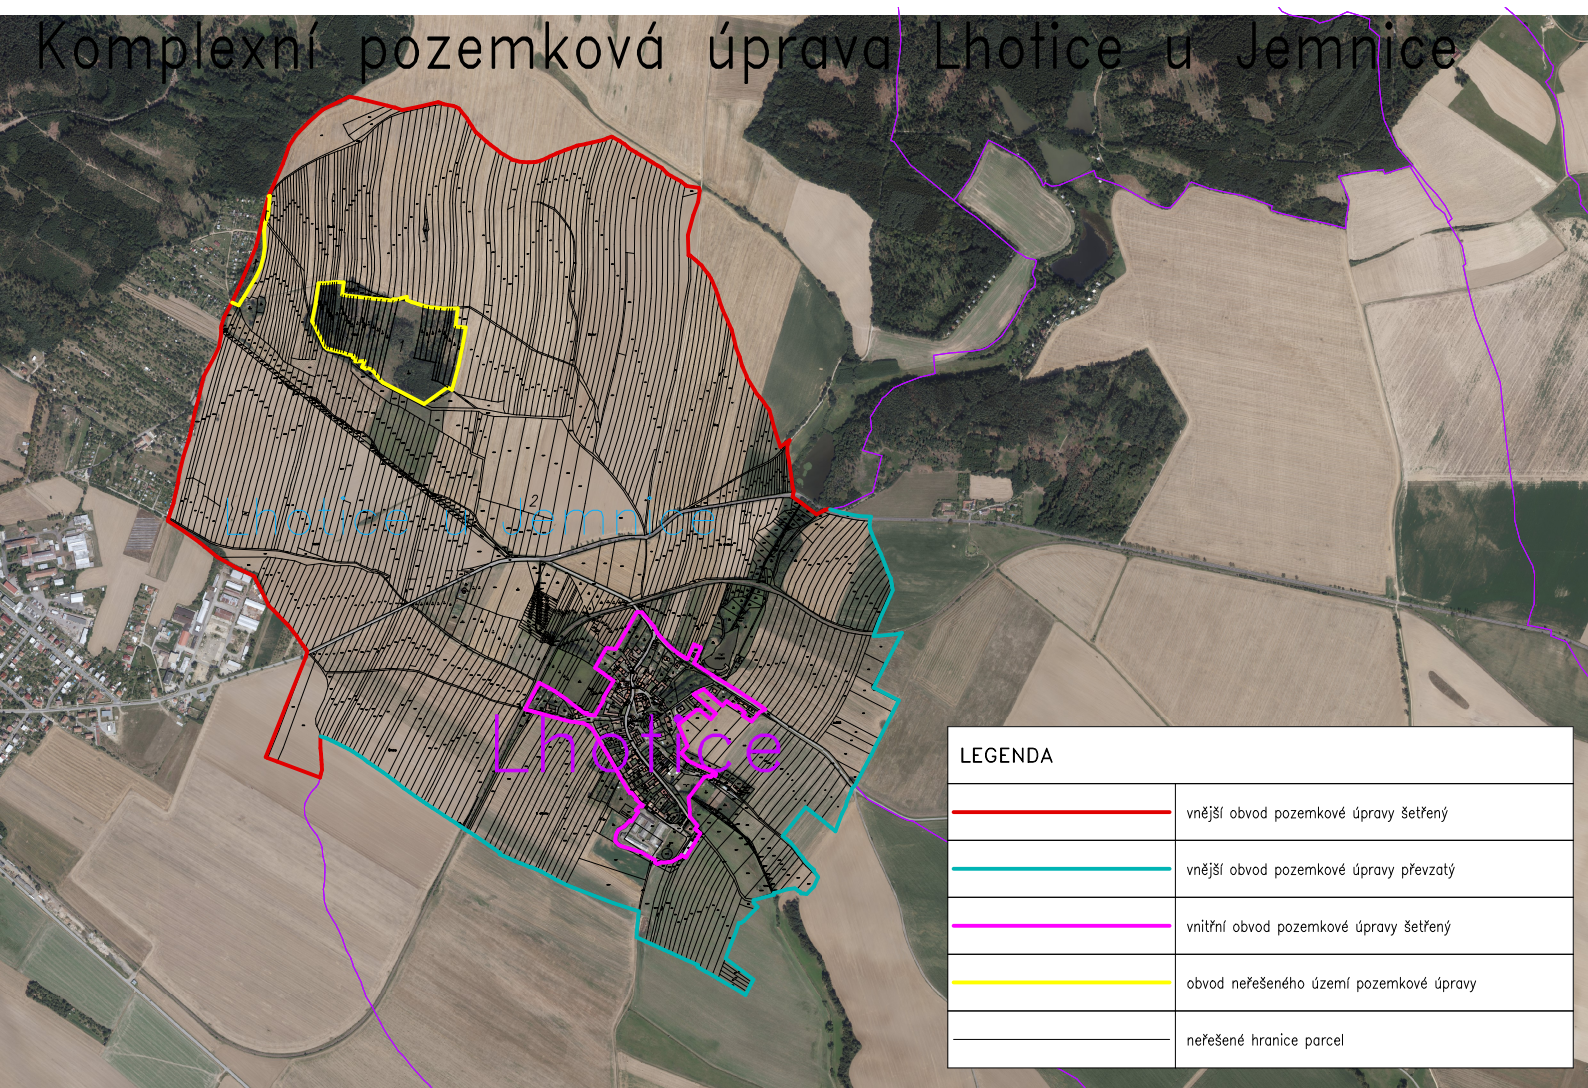 Komplexní pozemková úprava Lhotice u Jemnice
Lhotice u Jemnice
Lhotice
LEGENDA
vnější obvod pozemkové úpravy šetřený
vnější obvod pozemkové úpravy převzatý
vnitřní obvod pozemkové úpravy šetřený
obvod neřešeného území pozemkové úpravy
neřešené hranice parcel